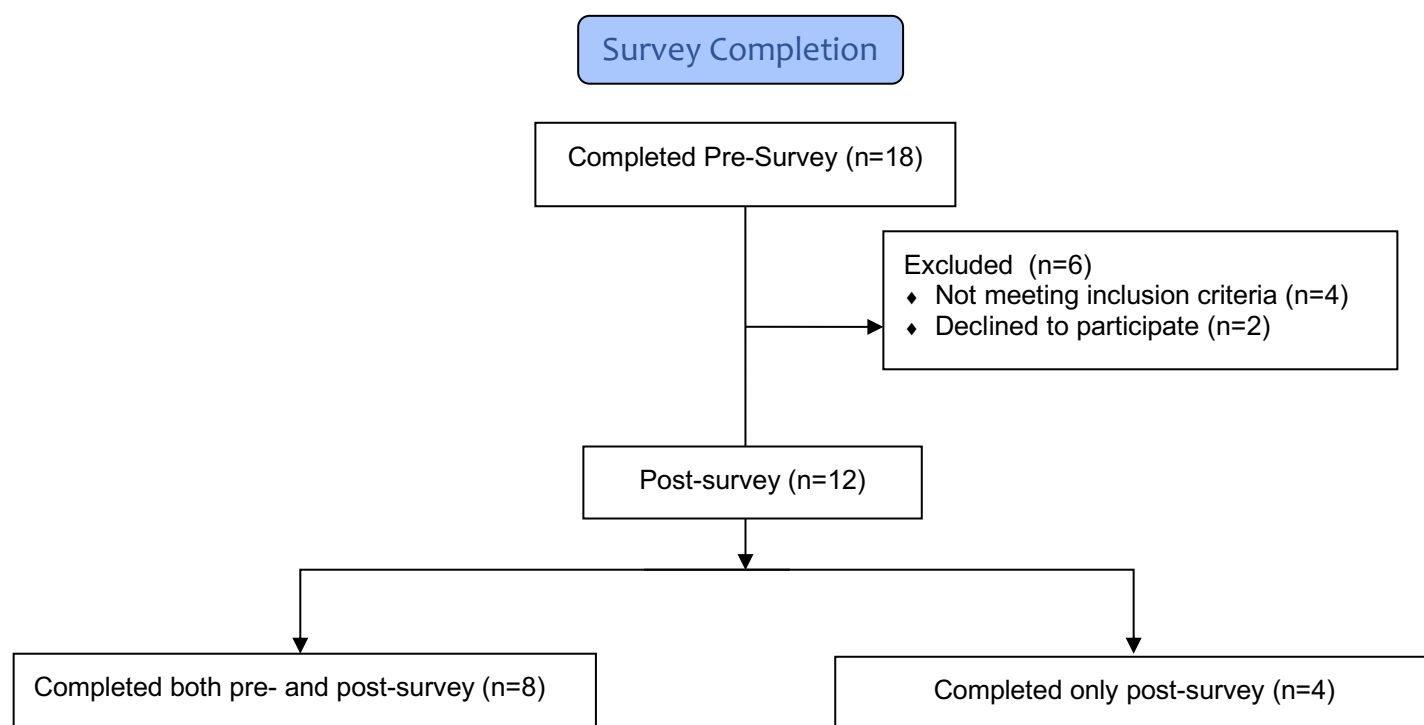 Survey Completion
Completed Pre-Survey (n=18)
Excluded (n=6)
♦ Not meeting inclusion criteria (n=4)
♦ Declined to participate (n=2)
Post-survey (n=12)
Completed both pre- and post-survey (n=8)
Completed only post-survey (n=4)